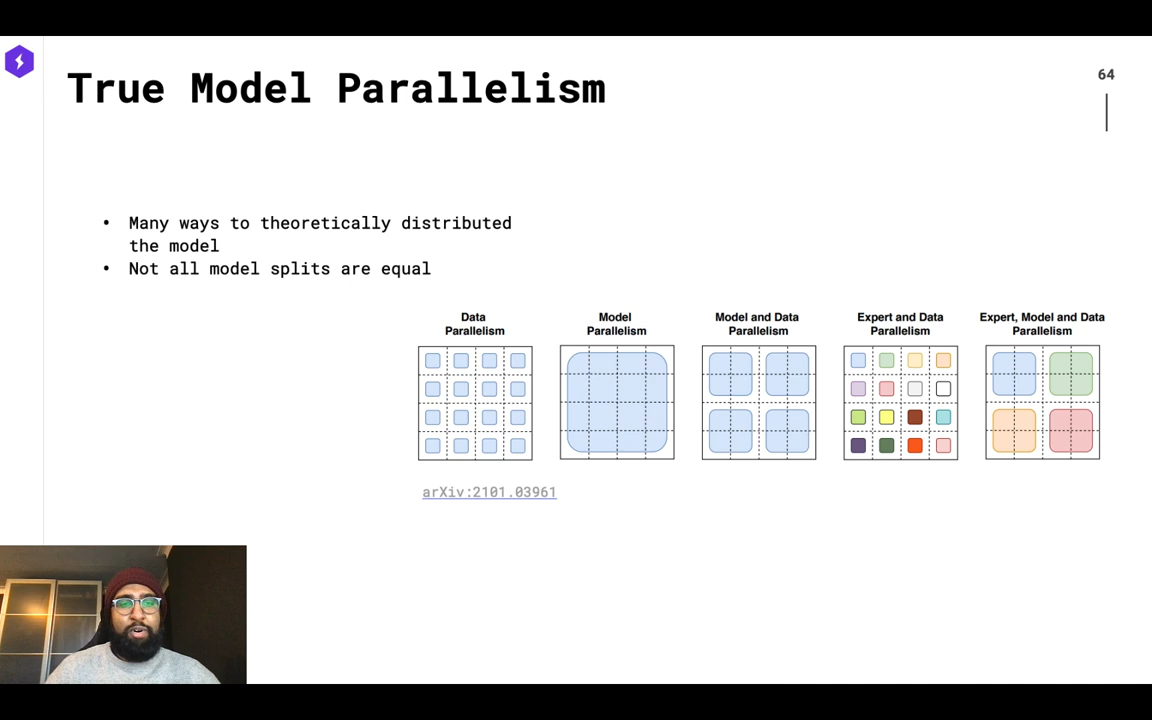 True Model Parallelism
64
• Many ways to theoretically distributed
the model
• Not all model splits are equal
Data
Parallelism
Model
Parallelism
Model and Data
Parallelism
Expert and Data
Parallelism
Expert, Model and Data
Parallelism
arXiv:2101.03961